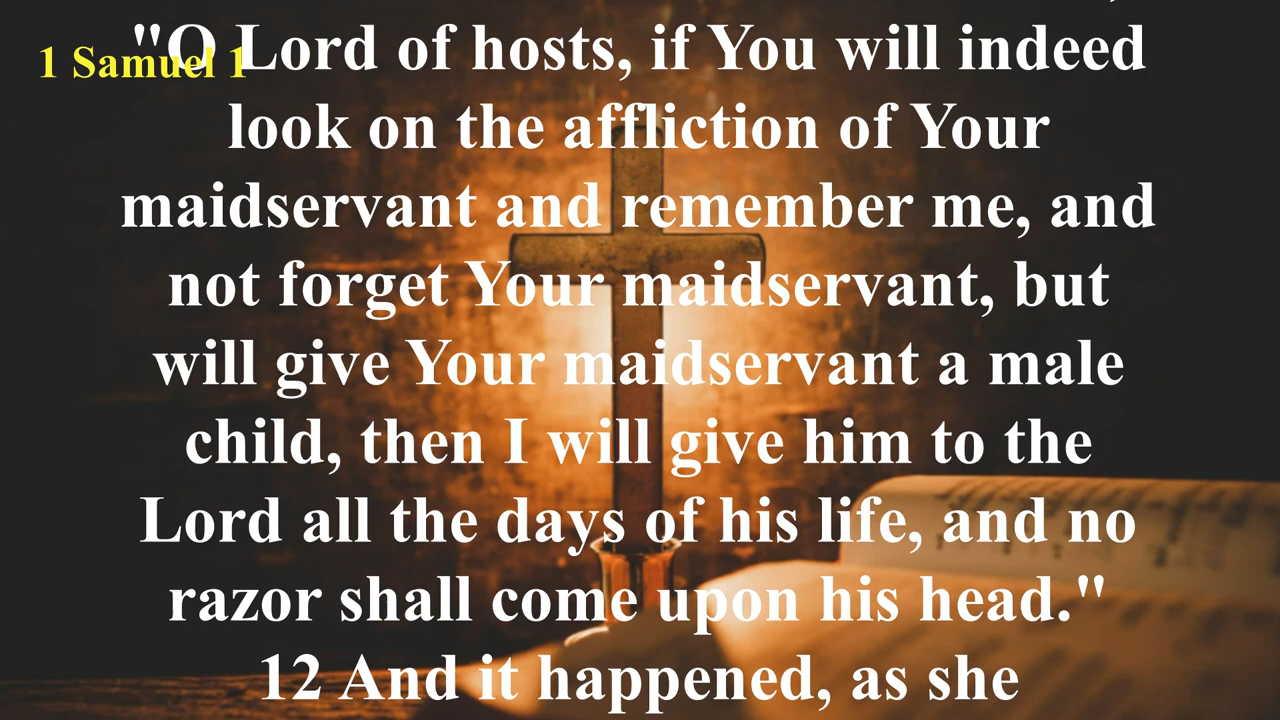 1 Samuel 1
"O Lord of hosts, if You will indeed
look on the affliction of Your
maidservant and remember me, and
not forget Your maidservant, but
will give Your maidservant a male
child, then I will give him to the
Lord all the days of his life, and no
razor shall come upon his head."
12 And it happened, as she